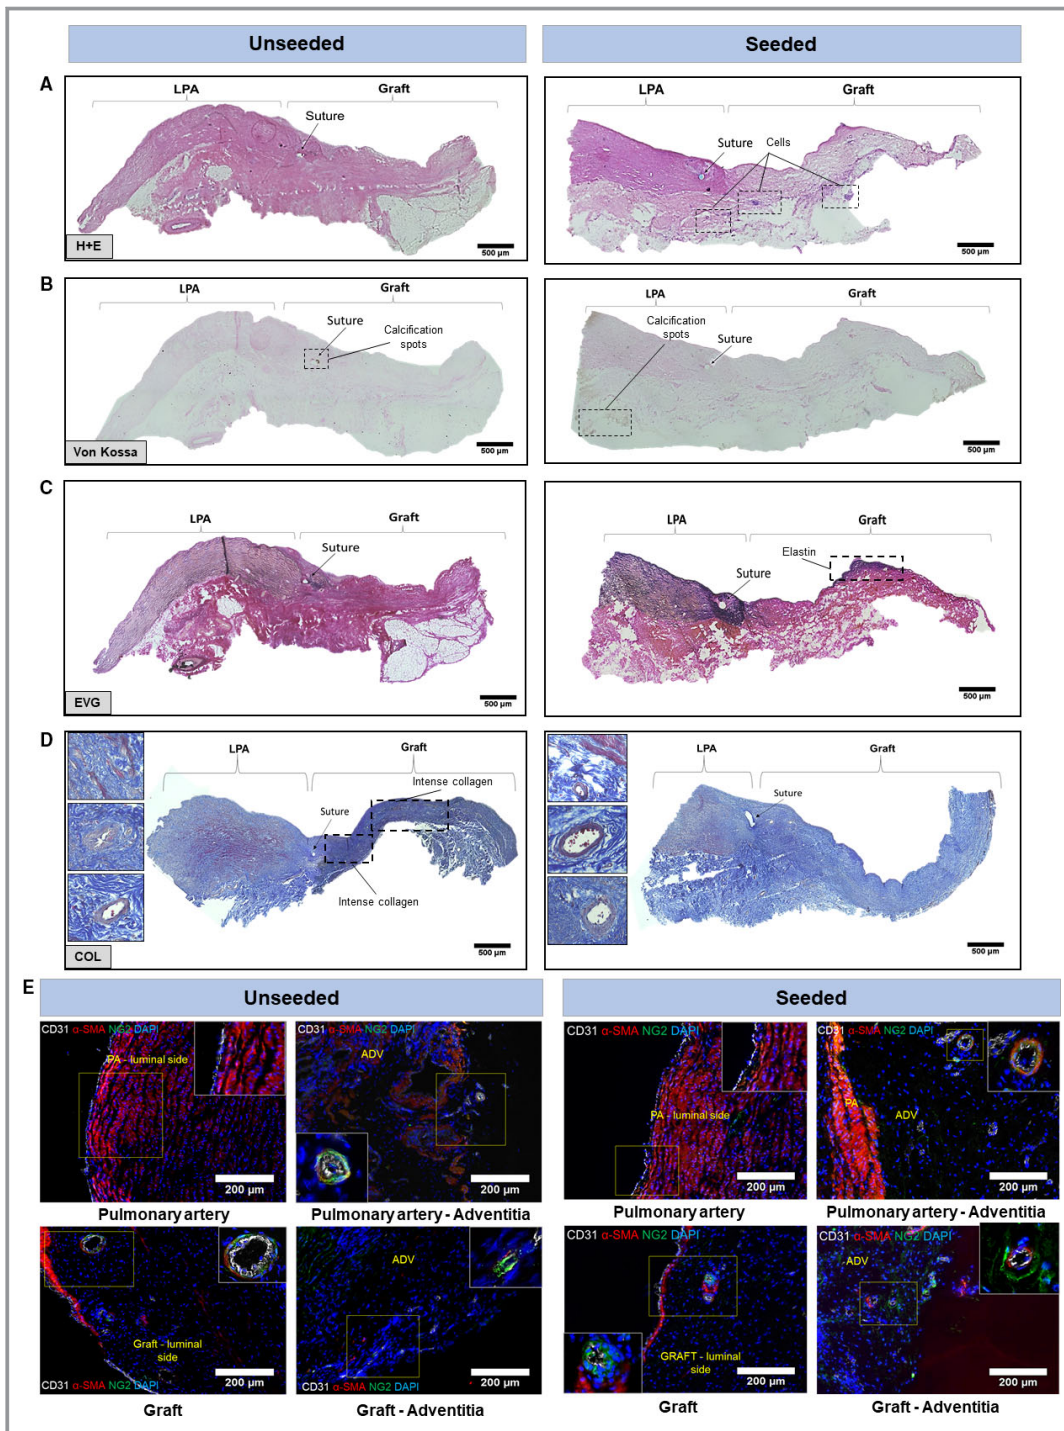 Unseeded
Seeded
A
LPA
Graft
Suture
H+E
500 µm
LPA
Graft
Cells
Suture
500 µm
B
LPA
Graft
Suture
Calcification
spots
Von Kossa
500 µm
LPA
Graft
Calcification
spots
Suture
500 µm
C
LPA
Graft
Suture
EVG
500 µm
LPA
Graft
Elastin
Suture
500 µm
D
LPA
Graft
Intense collagen
Suture
Intense collagen
COL
500 µm
LPA
Graft
Suture
500 µm
E
Unseeded
Seeded
CD31 α-SMA NG2 DAPI
PA - luminal side
200 µm
Pulmonary artery
CD31 α-SMA NG2 DAPI
ADV
200 µm
Pulmonary artery - Adventitia
CD31 α-SMA NG2 DAPI
PA - luminal side
200 µm
Pulmonary artery
CD31 α-SMA NG2 DAPI
PA
ADV
200 µm
Pulmonary artery - Adventitia
Graft - luminal
side
200 µm
CD31 α-SMA NG2 DAPI
Graft
ADV
200 µm
CD31 α-SMA NG2 DAPI
Graft - Adventitia
CD31 α-SMA NG2 DAPI
GRAFT - luminal
side
200 µm
Graft
CD31 α-SMA NG2 DAPI
ADV
200 µm
Graft - Adventitia